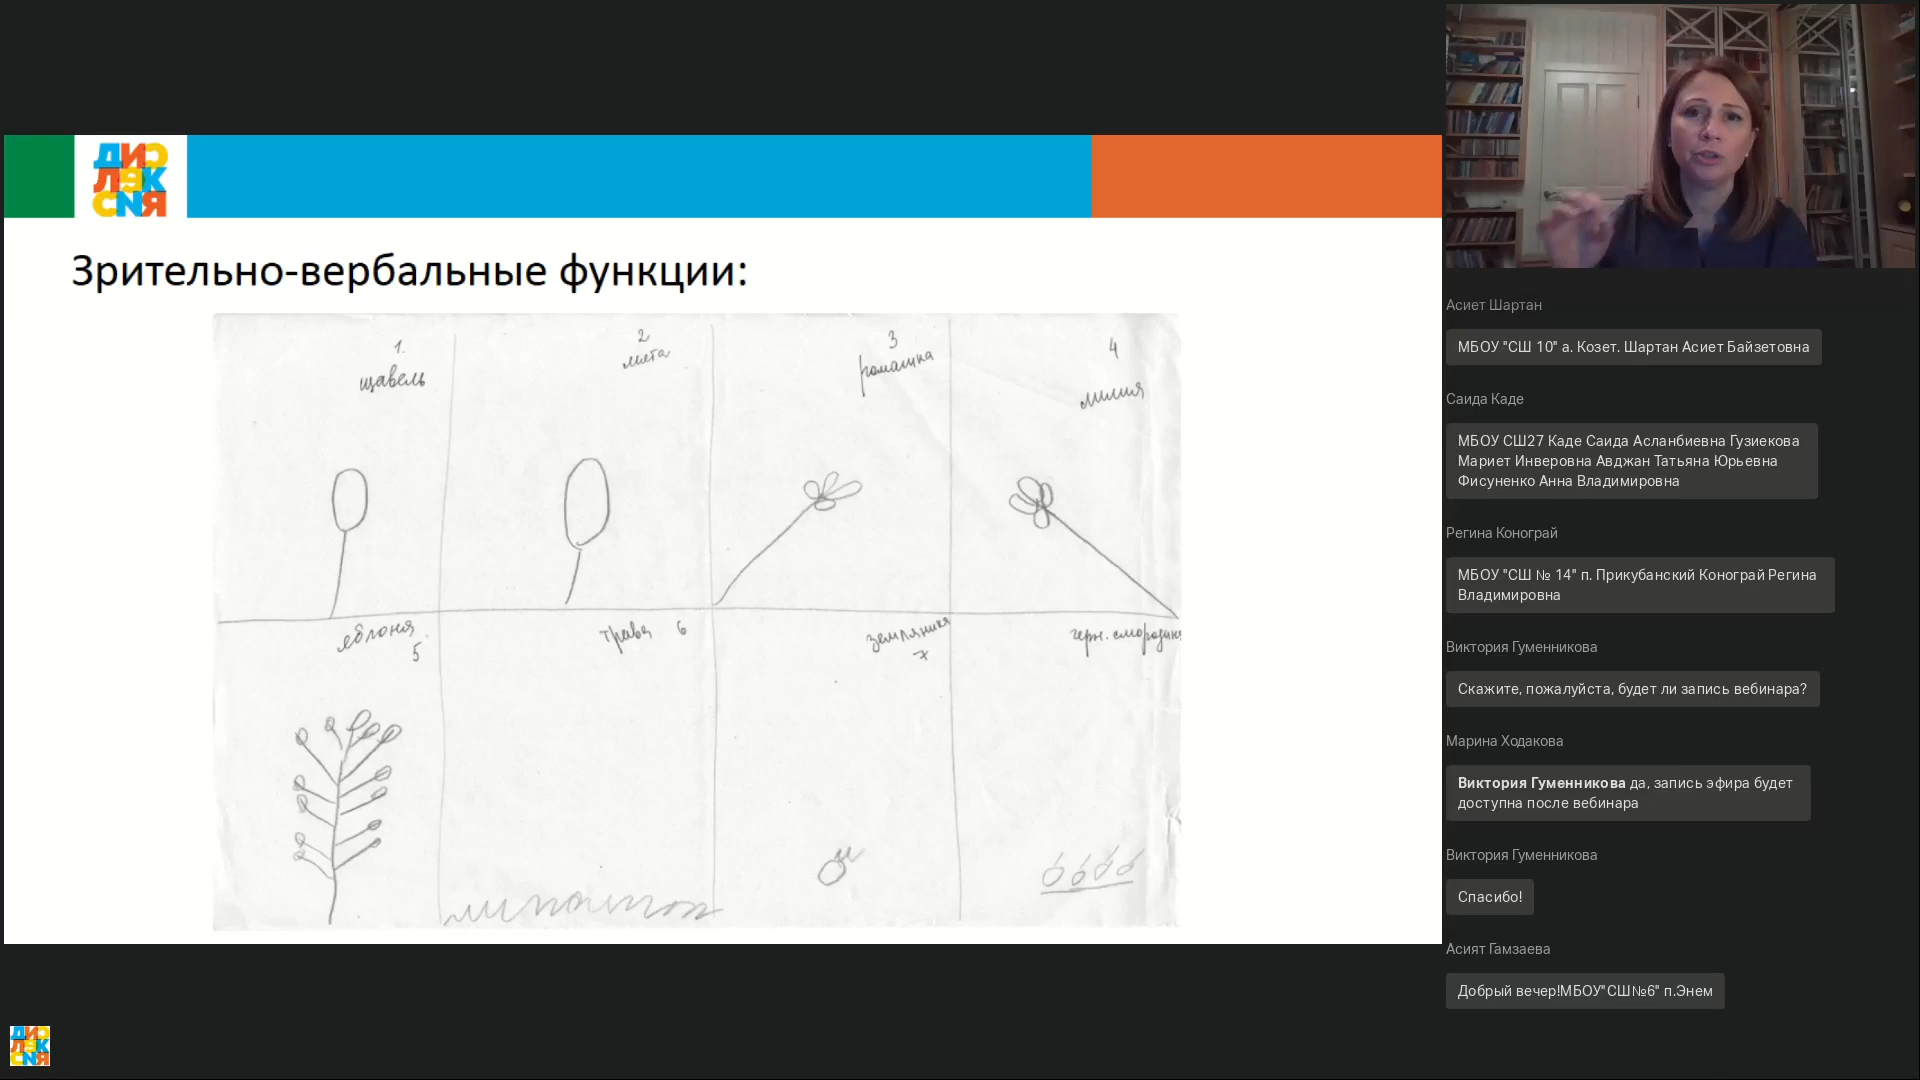 ДИС
ЛЕК
СИЯ
Зрительно-вербальные функции:
1.
щавель
2
мята
3
ромашка
4
лилия
яблоня
5
трава 6
земляника
7
черн. смородина
Асиет Шартан
МБОУ "СШ 10" а. Козет. Шартан Асиет Байзетовна
Саида Каде
МБОУ СШ27 Каде Саида Асланбиевна Гузиекова
Мариет Инверовна Авджан Татьяна Юрьевна
Фисуненко Анна Владимировна
Регина Конограй
МБОУ "СШ № 14" п. Прикубанский Конограй Регина
Владимировна
Виктория Гуменникова
Скажите, пожалуйста, будет ли запись вебинара?
Марина Ходакова
Виктория Гуменникова да, запись эфира будет
доступна после вебинара
Виктория Гуменникова
Спасибо!
Асият Гамзаева
Добрый вечер!МБОУ"СШ№6" п.Энем
ДИС
ЛЕК
СИЯ